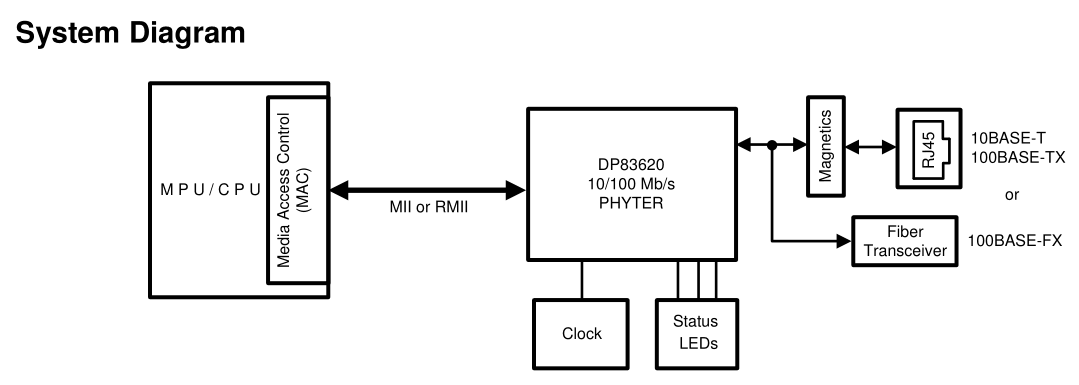 System Diagram
M P U / C P U
Media Access Control
(MAC)
MII or RMII
DP83620
10/100 Mb/s
PHYTER
Magnetics
RJ45
10BASE-T
100BASE-TX
or
Fiber
Transceiver
100BASE-FX
Clock
Status
LEDs